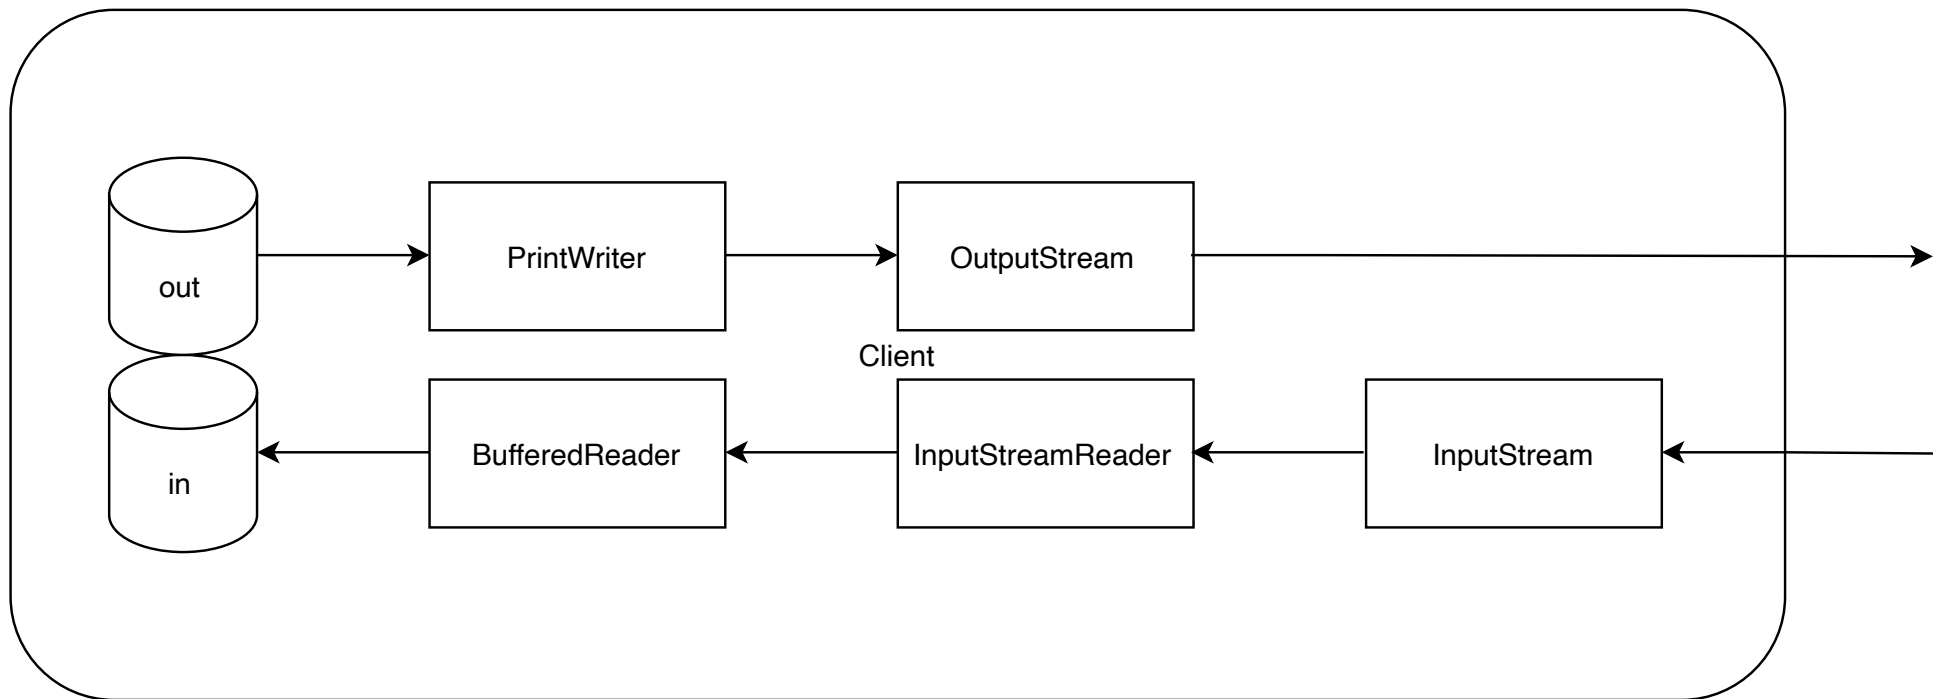 out
PrintWriter
OutputStream
Client
in
BufferedReader
InputStreamReader
InputStream